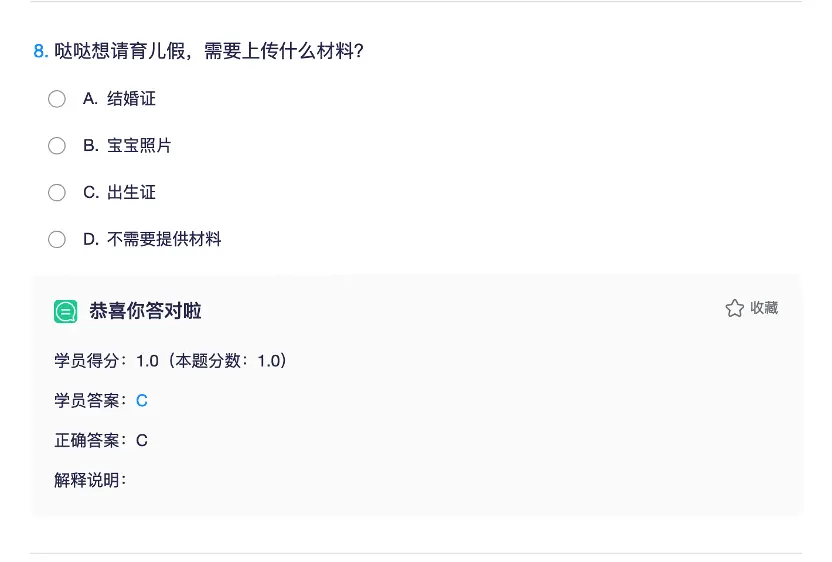 8. 哒哒想请育儿假，需要上传什么材料？
A. 结婚证
B. 宝宝照片
C. 出生证
D. 不需要提供材料
恭喜你答对啦
收藏
学员得分：1.0（本题分数：1.0）
学员答案：C
正确答案：C
解释说明：